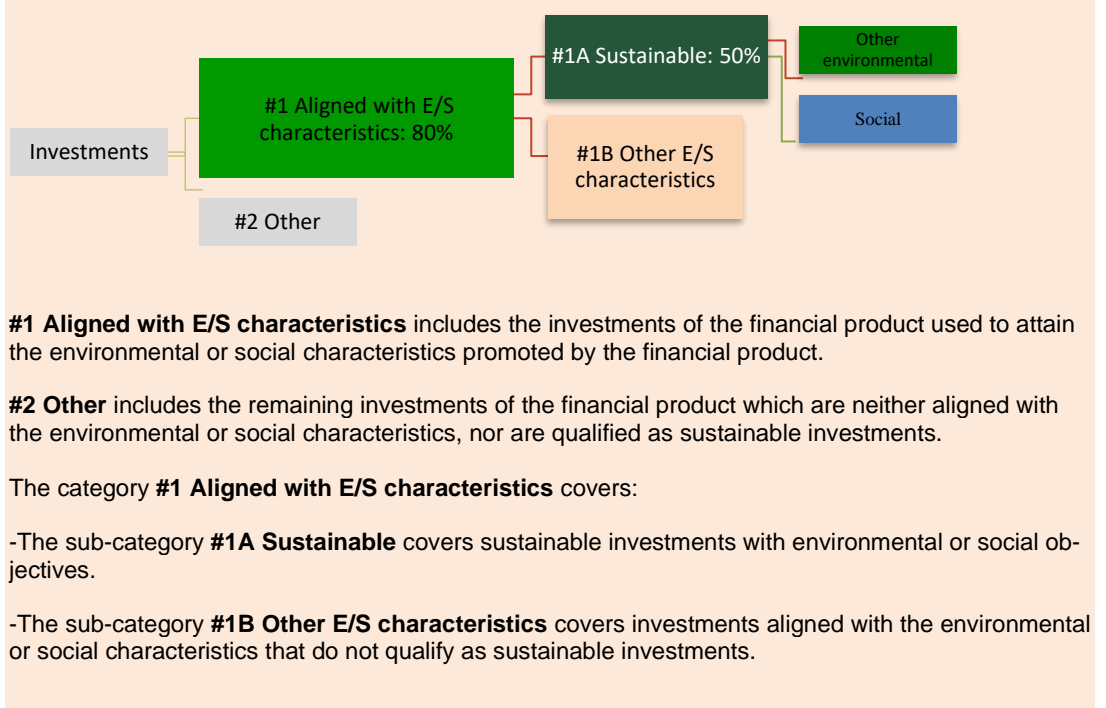 Investments
#1 Aligned with E/S
characteristics: 80%
#2 Other
#1A Sustainable: 50%
#1B Other E/S
characteristics
Other
environmental
Social
#1 Aligned with E/S characteristics includes the investments of the financial product used to attain
the environmental or social characteristics promoted by the financial product.
#2 Other includes the remaining investments of the financial product which are neither aligned with
the environmental or social characteristics, nor are qualified as sustainable investments.
The category #1 Aligned with E/S characteristics covers:
-The sub-category #1A Sustainable covers sustainable investments with environmental or social ob-
jectives.
-The sub-category #1B Other E/S characteristics covers investments aligned with the environmental
or social characteristics that do not qualify as sustainable investments.